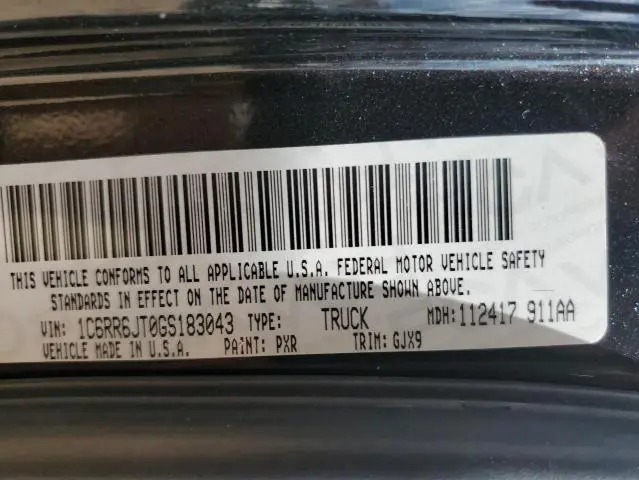 THIS VEHICLE CONFORMS TO ALL APPLICABLE U.S.A. FEDERAL MOTOR VEHICLE SAFETY
STANDARDS IN EFFECT ON THE DATE OF MANUFACTURE SHOWN ABOVE.
VIN: 1C6RR6JT0GS183043 TYPE: TRUCK MDH:112417 911AA
VEHICLE MADE IN U.S.A. PAINT: PXR TRIM: GJX9